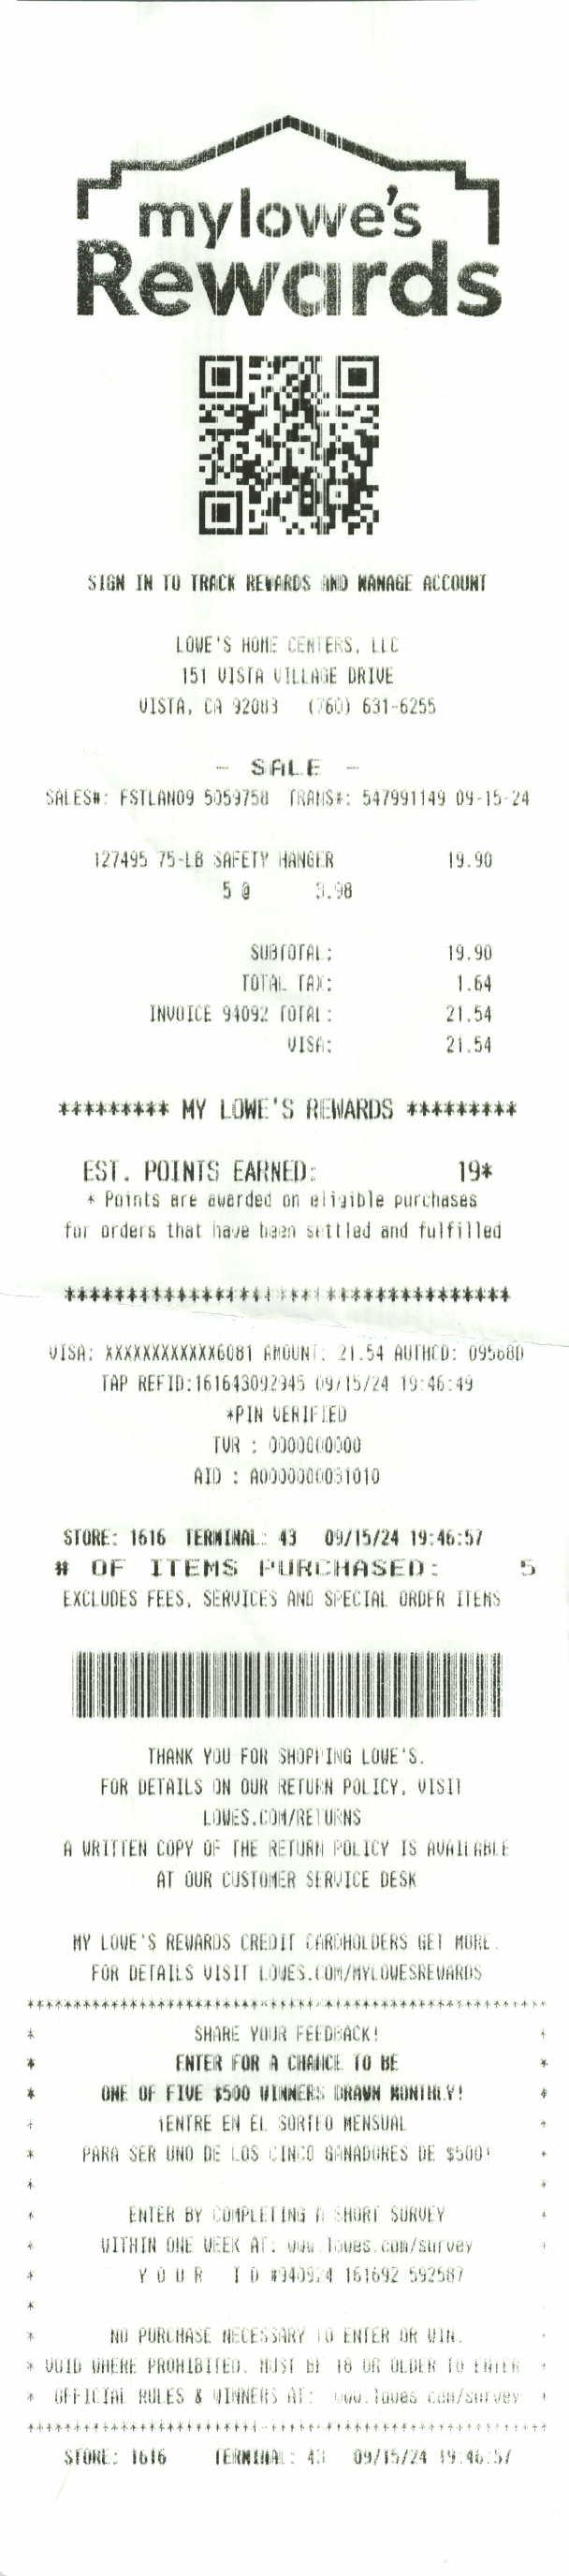 mylowe's
Rewards
SIGN IN TO TRACK REWARDS AND MANAGE ACCOUNT
LOWE'S HOME CENTERS, LLC
151 VISTA VILLAGE DRIVE
VISTA, CA 92083 (760) 631-6255
- SALE -
SALES#: FSTLAN09 5059758 TRANS#: 547991149 09-15-24
127495 75-LB SAFETY HANGER 19.90
5 @ 3.98
SUBTOTAL: 19.90
TOTAL TAX: 1.64
INVOICE 94092 TOTAL: 21.54
VISA: 21.54
********* MY LOWE'S REWARDS *********
EST. POINTS EARNED: 19*
* Points are awarded on eligible purchases
for orders that have been settled and fulfilled
****************************************
VISA: XXXXXXXXXXXX6081 AMOUNT: 21.54 AUTHCD: 095680
TAP REFID:161643092945 09/15/24 19:46:49
*PIN VERIFIED
TVR : 0000000000
AID : A0000000031010
STORE: 1616 TERMINAL: 43 09/15/24 19:46:57
# OF ITEMS PURCHASED: 5
EXCLUDES FEES, SERVICES AND SPECIAL ORDER ITEMS
THANK YOU FOR SHOPPING LOWE'S.
FOR DETAILS ON OUR RETURN POLICY, VISIT
LOWES.COM/RETURNS
A WRITTEN COPY OF THE RETURN POLICY IS AVAILABLE
AT OUR CUSTOMER SERVICE DESK
MY LOWE'S REWARDS CREDIT CARDHOLDERS GET MORE.
FOR DETAILS VISIT LOWES.COM/MYLOWESREWARDS
*******************************************************
* SHARE YOUR FEEDBACK! *
* ENTER FOR A CHANCE TO BE *
* ONE OF FIVE $500 WINNERS DRAWN MONTHLY! *
* ¡ENTRE EN EL SORTEO MENSUAL *
* PARA SER UNO DE LOS CINCO GANADORES DE $500! *
* *
* ENTER BY COMPLETING A SHORT SURVEY *
* WITHIN ONE WEEK AT: www.lowes.com/survey *
* Y O U R I D #940924 161692 592587 *
* *
* NO PURCHASE NECESSARY TO ENTER OR WIN. *
* VOID WHERE PROHIBITED. MUST BE 18 OR OLDER TO ENTER *
* OFFICIAL RULES & WINNERS AT: www.lowes.com/survey *
*******************************************************
STORE: 1616 TERMINAL: 43 09/15/24 19:46:57